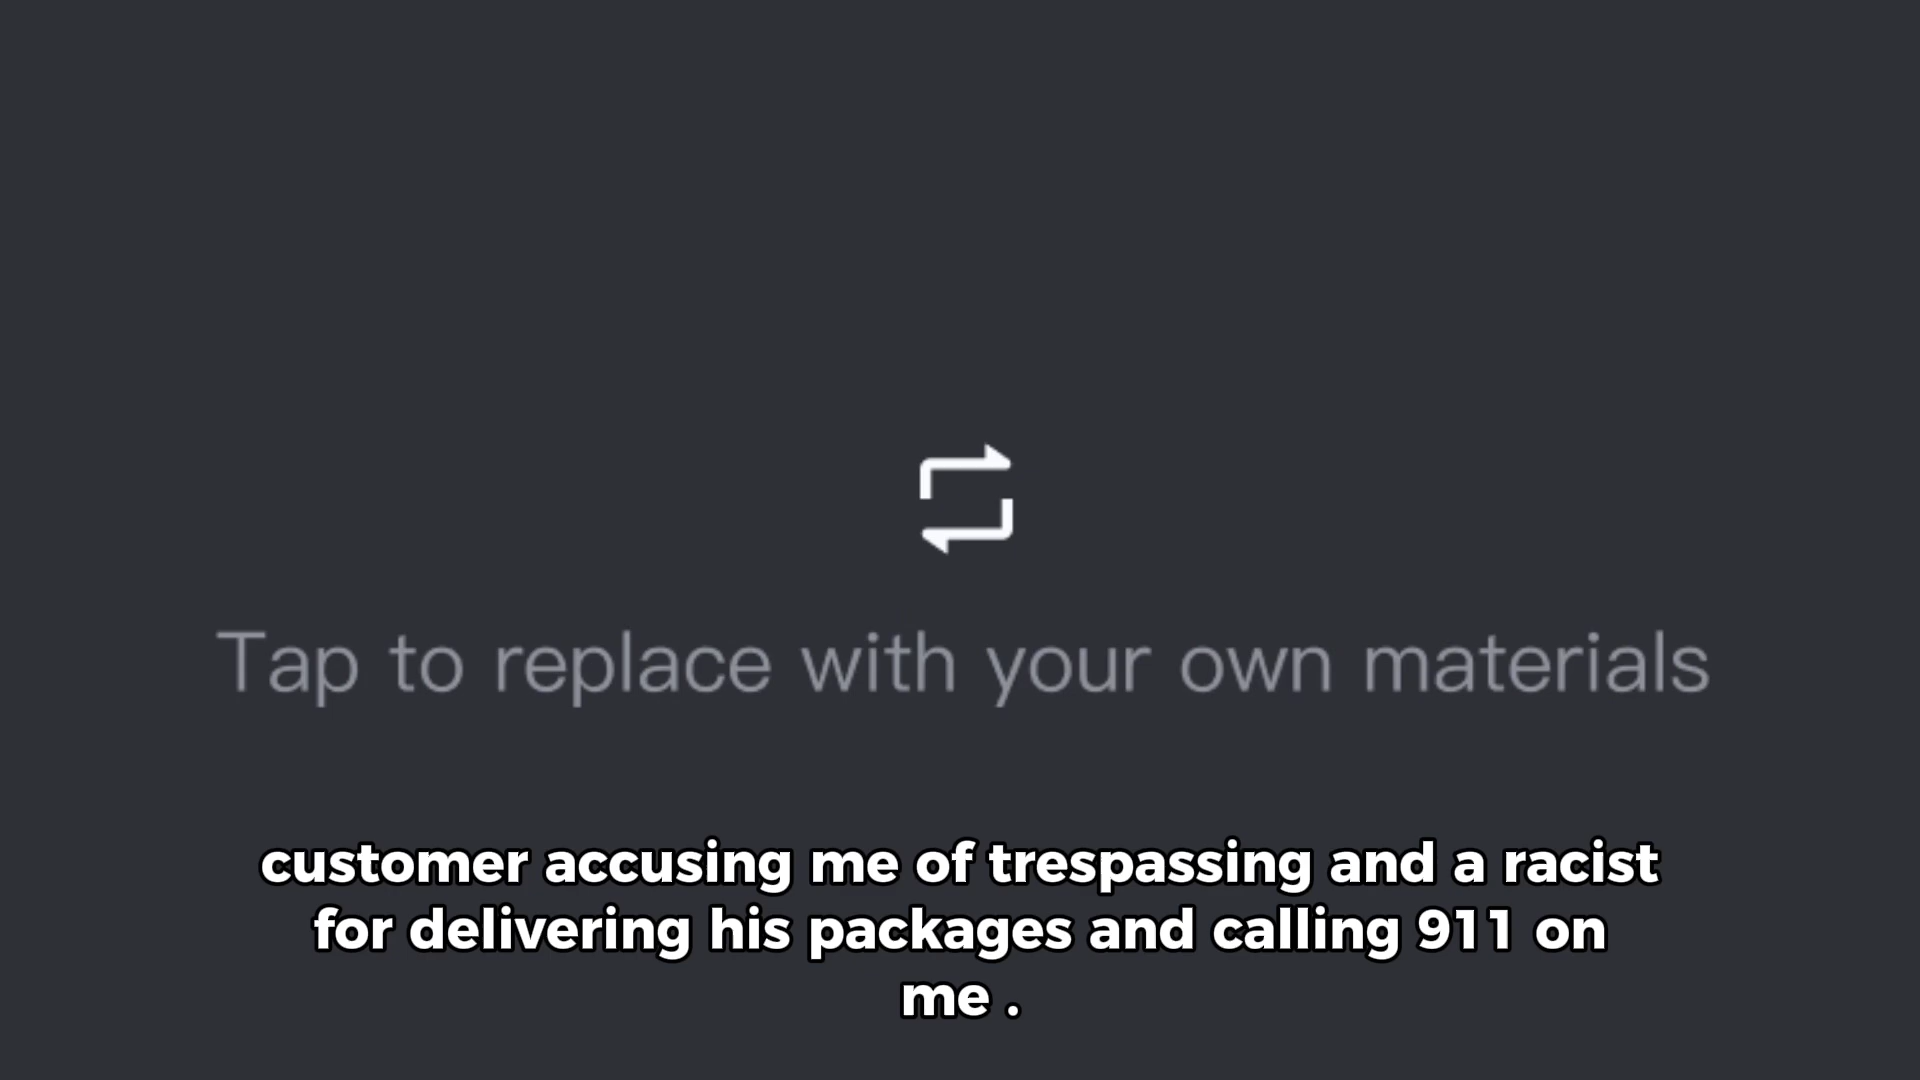 Tap to replace with your own materials
customer accusing me of trespassing and a racist
for delivering his packages and calling 911 on
me .